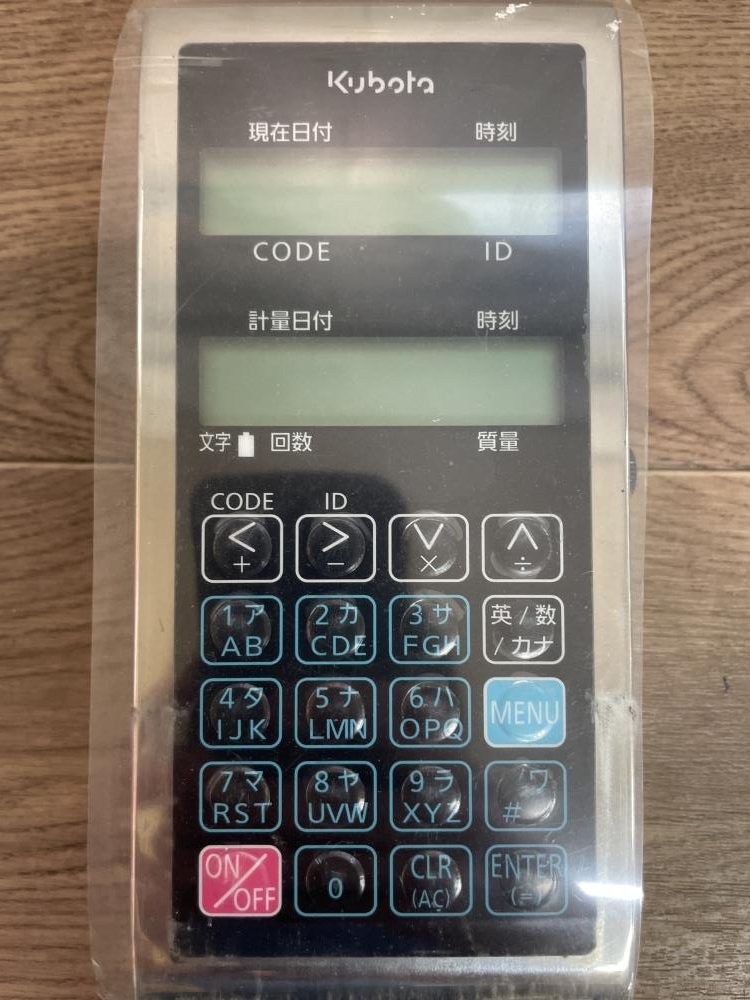 Kubota
現在日付 時刻
CODE ID
計量日付 時刻
文字 回数 質量
CODE ID
< > ∨ ∧
+ − × ÷
1 ア 2 カ 3 サ 英 / 数
AB CDE FGH / カナ
4 タ 5 ナ 6 ハ MENU
IJK LMN OPQ
7 マ 8 ヤ 9 ラ ワ
RST UVW XYZ #
ON/OFF 0 CLR ENTER
(AC) (=)